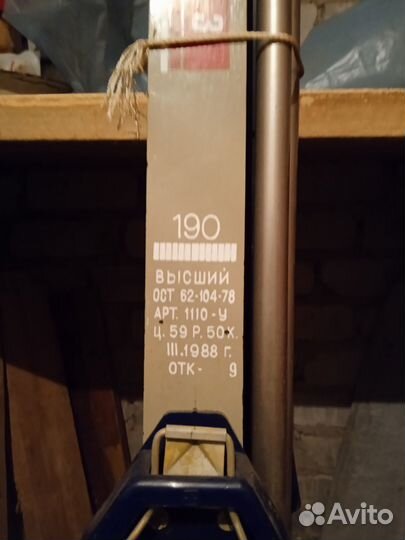 190
ВЫСШИЙ
ОСТ 62-104-78
АРТ. 1110-У
Ц. 59 Р. 50 К.
III.1988 г.
ОТК- 9
Avito